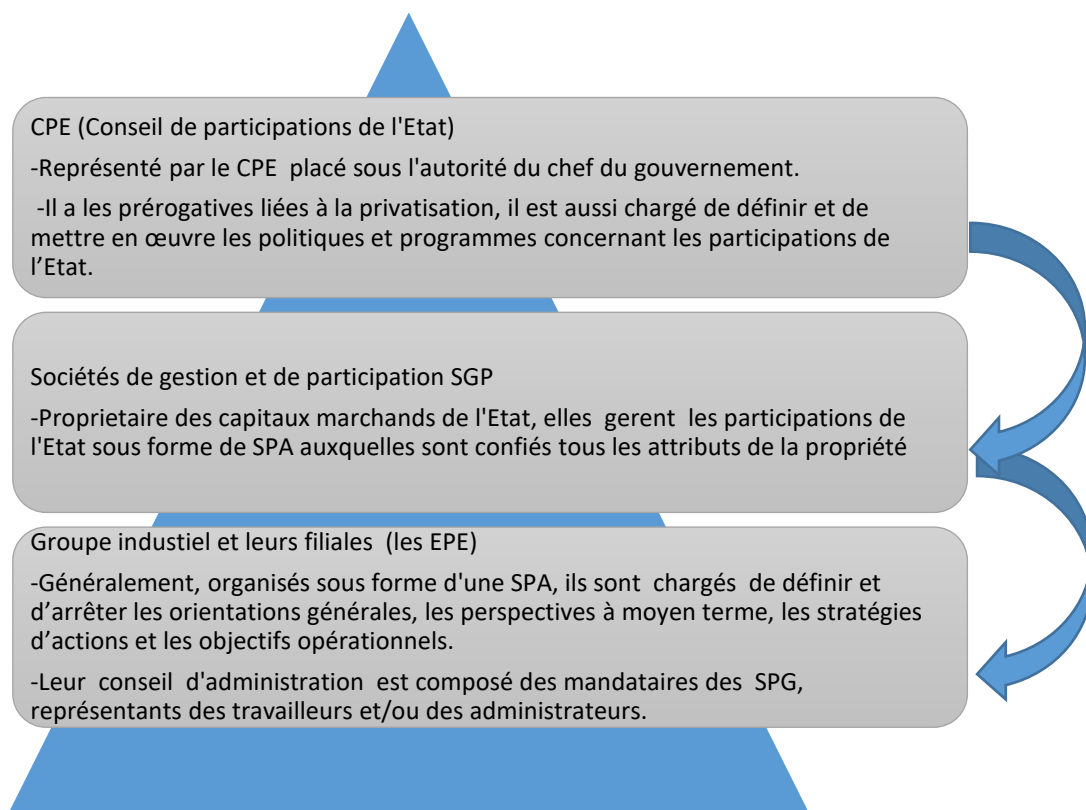 CPE (Conseil de participations de l'Etat)
-Représenté par le CPE placé sous l'autorité du chef du gouvernement.
-Il a les prérogatives liées à la privatisation, il est aussi chargé de définir et de
mettre en œuvre les politiques et programmes concernant les participations de
l'Etat.
Sociétés de gestion et de participation SGP
-Proprietaire des capitaux marchands de l'Etat, elles gerent les participations de
l'Etat sous forme de SPA auxquelles sont confiés tous les attributs de la propriété
Groupe industiel et leurs filiales (les EPE)
-Généralement, organisés sous forme d'une SPA, ils sont chargés de définir et
d’arrêter les orientations générales, les perspectives à moyen terme, les stratégies
d’actions et les objectifs opérationnels.
-Leur conseil d'administration est composé des mandataires des SPG,
représentants des travailleurs et/ou des administrateurs.